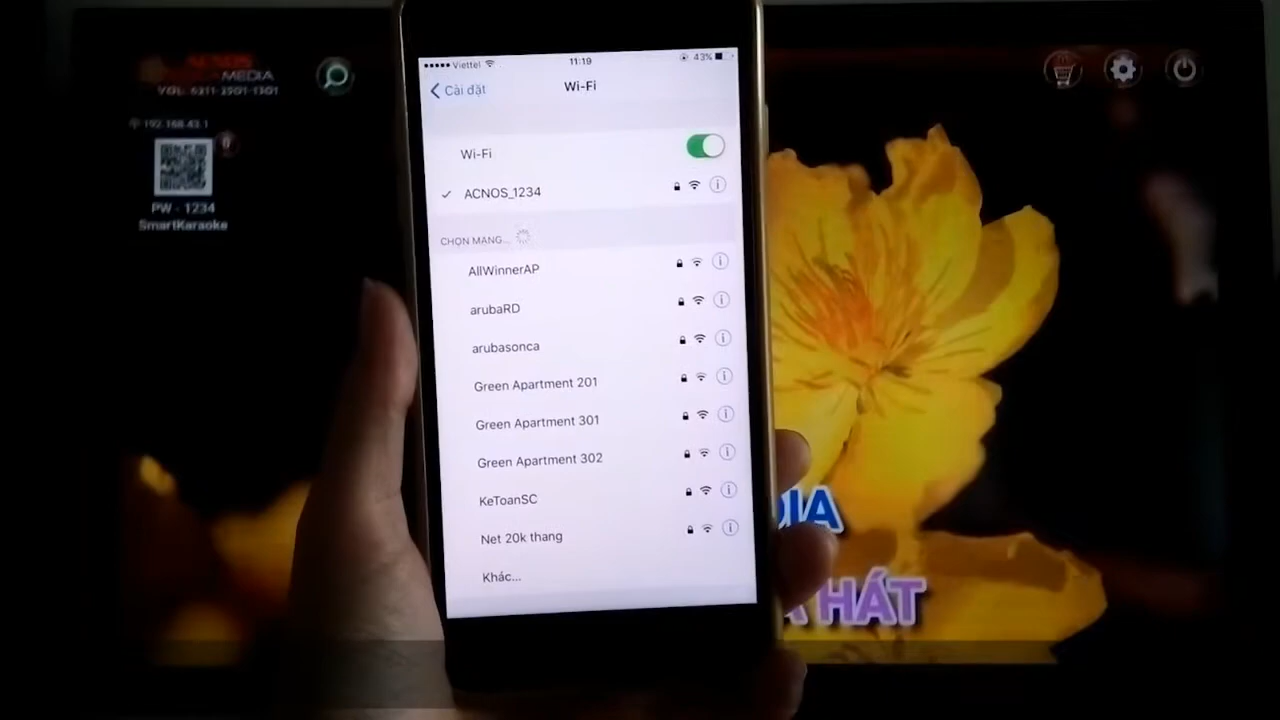 ACNOS
MEDIA
192.168.43.1
PW - 1234
SmartKaraoke
Viettel
11:19
43%
Cài đặt
Wi-Fi
Wi-Fi
ACNOS_1234
CHỌN MẠNG...
AllWinnerAP
arubaRD
arubasonca
Green Apartment 201
Green Apartment 301
Green Apartment 302
KeToanSC
Net 20k thang
Khác...
DIA
HÁT